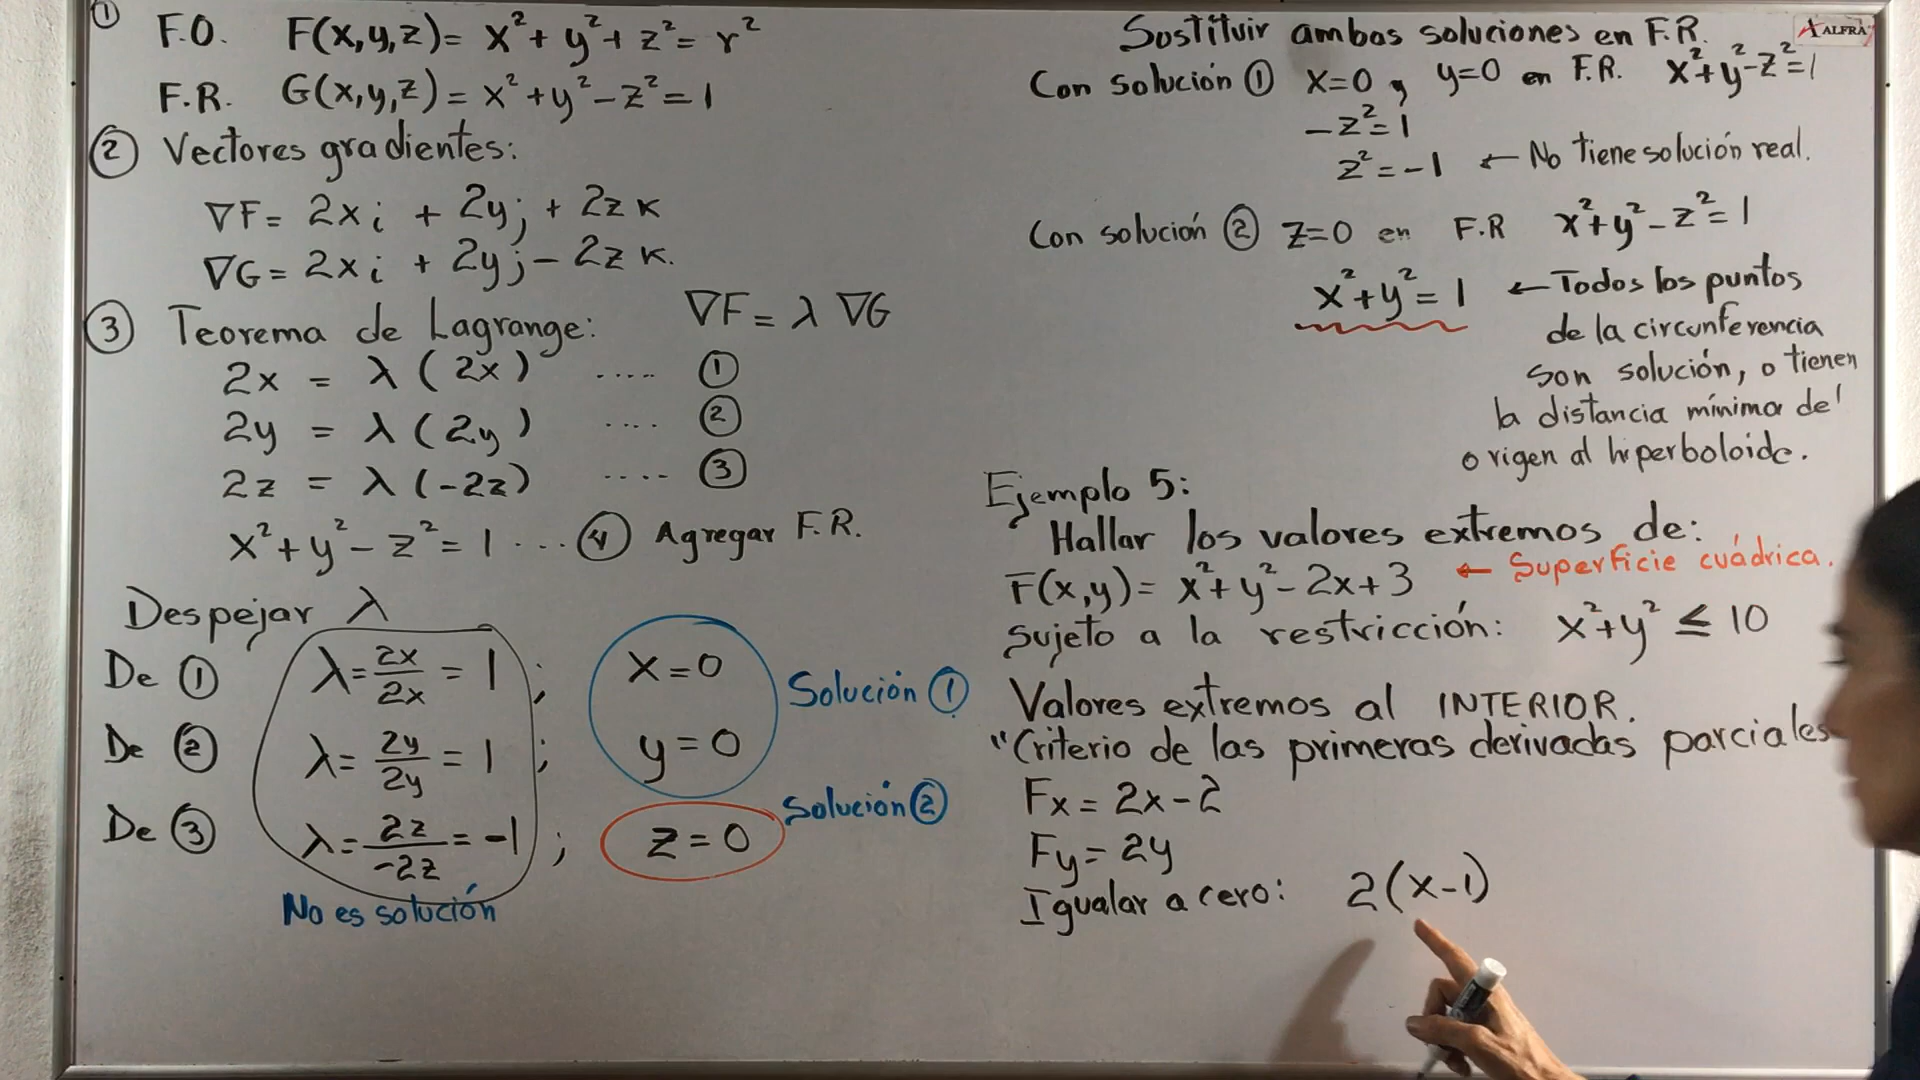 ① F.O. F(x,y,z)= x²+ y²+ z²= r²
F.R. G(x,y,z)= x²+y²-z²=1
② Vectores gradientes:
∇F= 2x i + 2y j + 2z k
∇G= 2x i + 2y j - 2z k.
③ Teorema de Lagrange: ∇F= λ ∇G
2x = λ (2x) ..... ①
2y = λ (2y) .... ②
2z = λ (-2z) .... ③
x²+y²-z²=1 ... ④ Agregar F.R.
Despejar λ
De ① λ= 2x/2x = 1 ; x=0
De ② λ= 2y/2y = 1 ; y=0
Solución ①
De ③ λ= 2z/-2z = -1 ; z=0
Solución ②
No es solución
Sostituir ambas soluciones en F.R.
ALFRA
Con solución ① x=0 y y=0 en F.R. x²+y²-z²=1
-z²=1
z²=-1 ← No tiene solución real.
Con solución ② z=0 en F.R x²+y²-z²=1
x²+y²=1 ← Todos los puntos
de la circunferencia
son solución, o tienen
la distancia mínima del
origen al hiperboloide.
Ejemplo 5:
Hallar los valores extremos de:
F(x,y)= x²+y²-2x+3 ← Superficie cuádrica.
sujeto a la restricción: x²+y² ≤ 10
Valores extremos al INTERIOR.
"Criterio de las primeras derivadas parciales
Fx= 2x-2
Fy= 2y
Igualar a cero: 2(x-1)